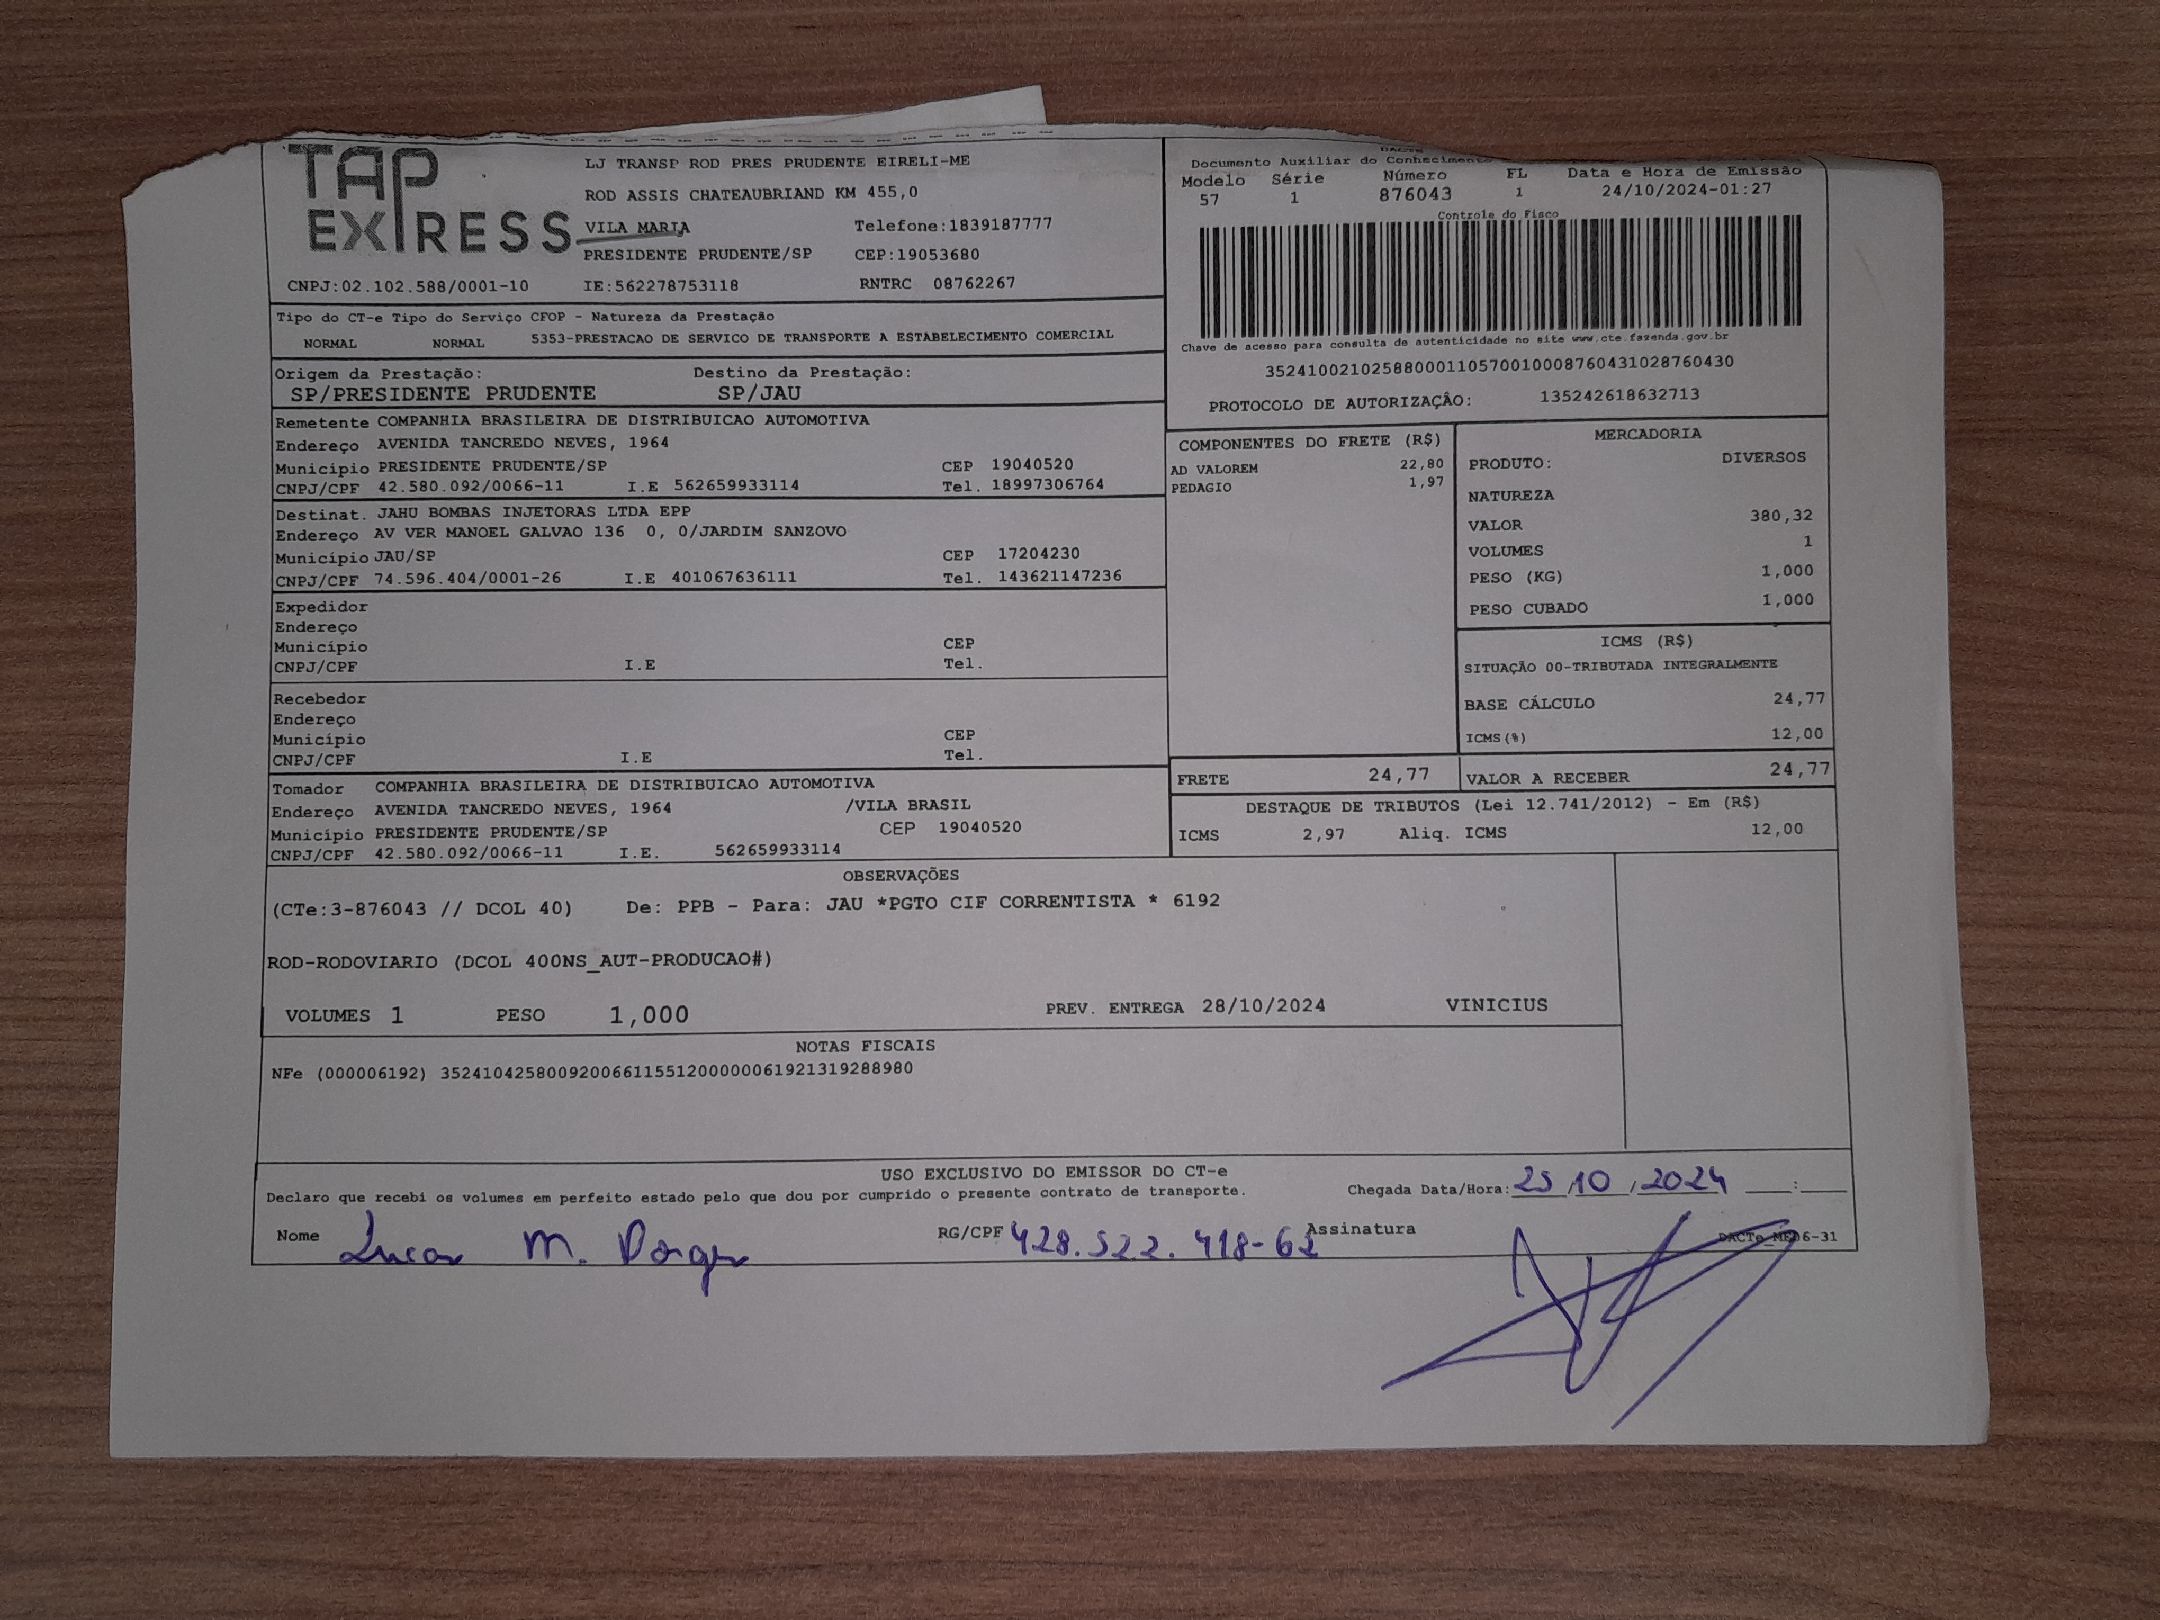 TAP EXPRESS
LJ TRANSP ROD PRES PRUDENTE EIRELI-ME
ROD ASSIS CHATEAUBRIAND KM 455,0
VILA MARIA Telefone:1839187777
PRESIDENTE PRUDENTE/SP CEP:19053680
CNPJ:02.102.588/0001-10 IE:562278753118 RNTRC 08762267
Documento Auxiliar do Conhecimento
Modelo Série Número FL Data e Hora de Emissão
57 1 876043 1 24/10/2024-01:27
Controle do Fisco
Chave de acesso para consulta de autenticidade no site www.cte.fazenda.gov.br
35241002102588000110570010008760431028760430
PROTOCOLO DE AUTORIZAÇÂO: 135242618632713
Tipo do CT-e Tipo do Serviço CFOP - Natureza da Prestação
NORMAL NORMAL 5353-PRESTACAO DE SERVICO DE TRANSPORTE A ESTABELECIMENTO COMERCIAL
Origem da Prestação: Destino da Prestação:
SP/PRESIDENTE PRUDENTE SP/JAU
Remetente COMPANHIA BRASILEIRA DE DISTRIBUICAO AUTOMOTIVA
Endereço AVENIDA TANCREDO NEVES, 1964
Município PRESIDENTE PRUDENTE/SP CEP 19040520
CNPJ/CPF 42.580.092/0066-11 I.E 562659933114 Tel. 18997306764
Destinat. JAHU BOMBAS INJETORAS LTDA EPP
Endereço AV VER MANOEL GALVAO 136 0, 0/JARDIM SANZOVO
Município JAU/SP CEP 17204230
CNPJ/CPF 74.596.404/0001-26 I.E 401067636111 Tel. 143621147236
Expedidor
Endereço
Município CEP
CNPJ/CPF I.E Tel.
Recebedor
Endereço
Município CEP
CNPJ/CPF I.E Tel.
Tomador COMPANHIA BRASILEIRA DE DISTRIBUICAO AUTOMOTIVA
Endereço AVENIDA TANCREDO NEVES, 1964 /VILA BRASIL
Município PRESIDENTE PRUDENTE/SP CEP 19040520
CNPJ/CPF 42.580.092/0066-11 I.E. 562659933114
COMPONENTES DO FRETE (R$)
AD VALOREM 22,80
PEDAGIO 1,97
MERCADORIA
PRODUTO: DIVERSOS
NATUREZA
VALOR 380,32
VOLUMES 1
PESO (KG) 1,000
PESO CUBADO 1,000
ICMS (R$)
SITUAÇÃO 00-TRIBUTADA INTEGRALMENTE
BASE CÁLCULO 24,77
ICMS(%) 12,00
FRETE 24,77 VALOR A RECEBER 24,77
DESTAQUE DE TRIBUTOS (Lei 12.741/2012) - Em (R$)
ICMS 2,97 Aliq. ICMS 12,00
OBSERVAÇÕES
(CTe:3-876043 // DCOL 40) De: PPB - Para: JAU *PGTO CIF CORRENTISTA * 6192
ROD-RODOVIARIO (DCOL 400NS_AUT-PRODUCAO#)
VOLUMES 1 PESO 1,000 PREV. ENTREGA 28/10/2024 VINICIUS
NOTAS FISCAIS
NFe (000006192) 35241042580092006611551200000061921319288980
USO EXCLUSIVO DO EMISSOR DO CT-e
Declaro que recebi os volumes em perfeito estado pelo que dou por cumprido o presente contrato de transporte. Chegada Data/Hora: 25/10/2024 __:__
Nome Lucas M. RG/CPF 428.522.418-62 Assinatura